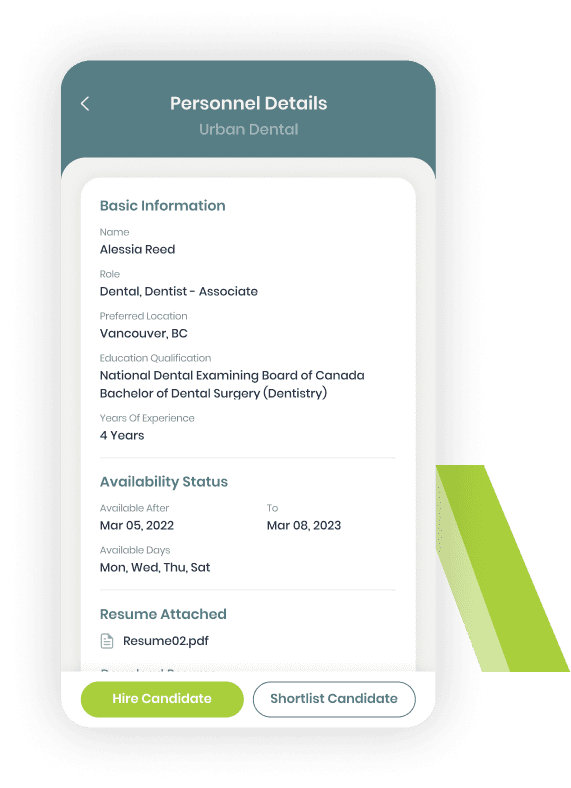 Personnel Details
Urban Dental
Basic Information
Name
Alessia Reed
Role
Dental, Dentist - Associate
Preferred Location
Vancouver, BC
Education Qualification
National Dental Examining Board of Canada
Bachelor of Dental Surgery (Dentistry)
Years Of Experience
4 Years
Availability Status
Available After To
Mar 05, 2022 Mar 08, 2023
Available Days
Mon, Wed, Thu, Sat
Resume Attached
Resume02.pdf
Hire Candidate Shortlist Candidate